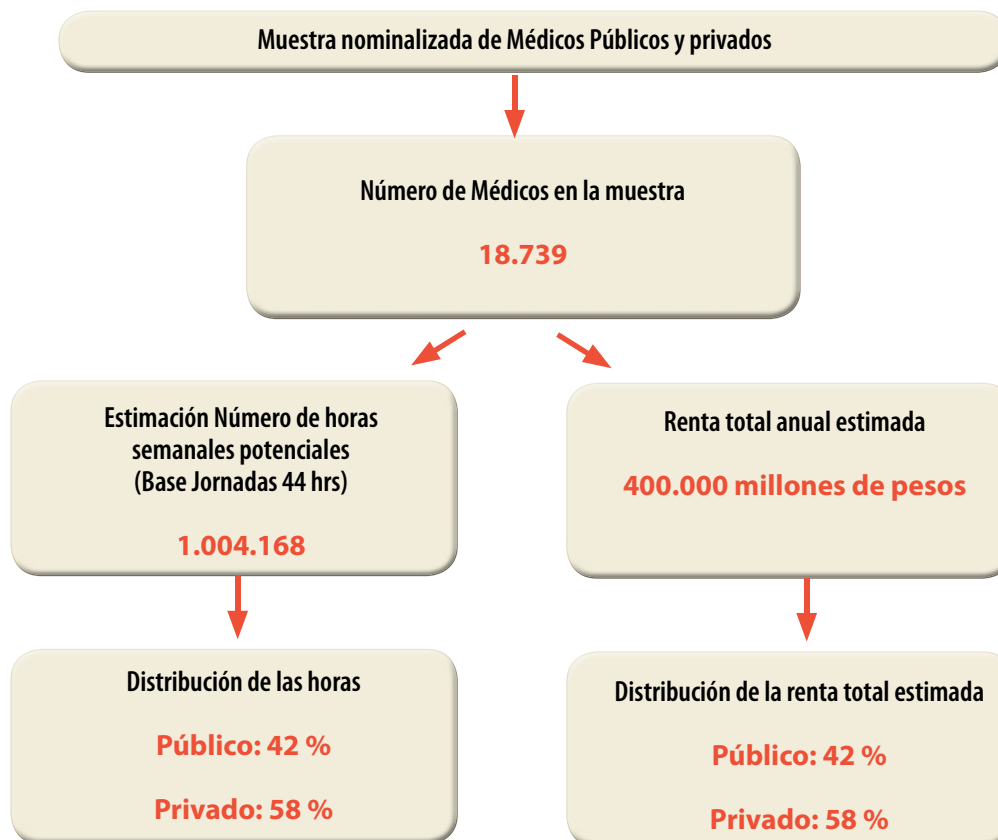 Muestra nominalizada de Médicos Públicos y privados
Número de Médicos en la muestra
18.739
Estimación Número de horas
semanales potenciales
(Base Jornadas 44 hrs)
1.004.168
Renta total anual estimada
400.000 millones de pesos
Distribución de las horas
Público: 42 %
Privado: 58 %
Distribución de la renta total estimada
Público: 42 %
Privado: 58 %